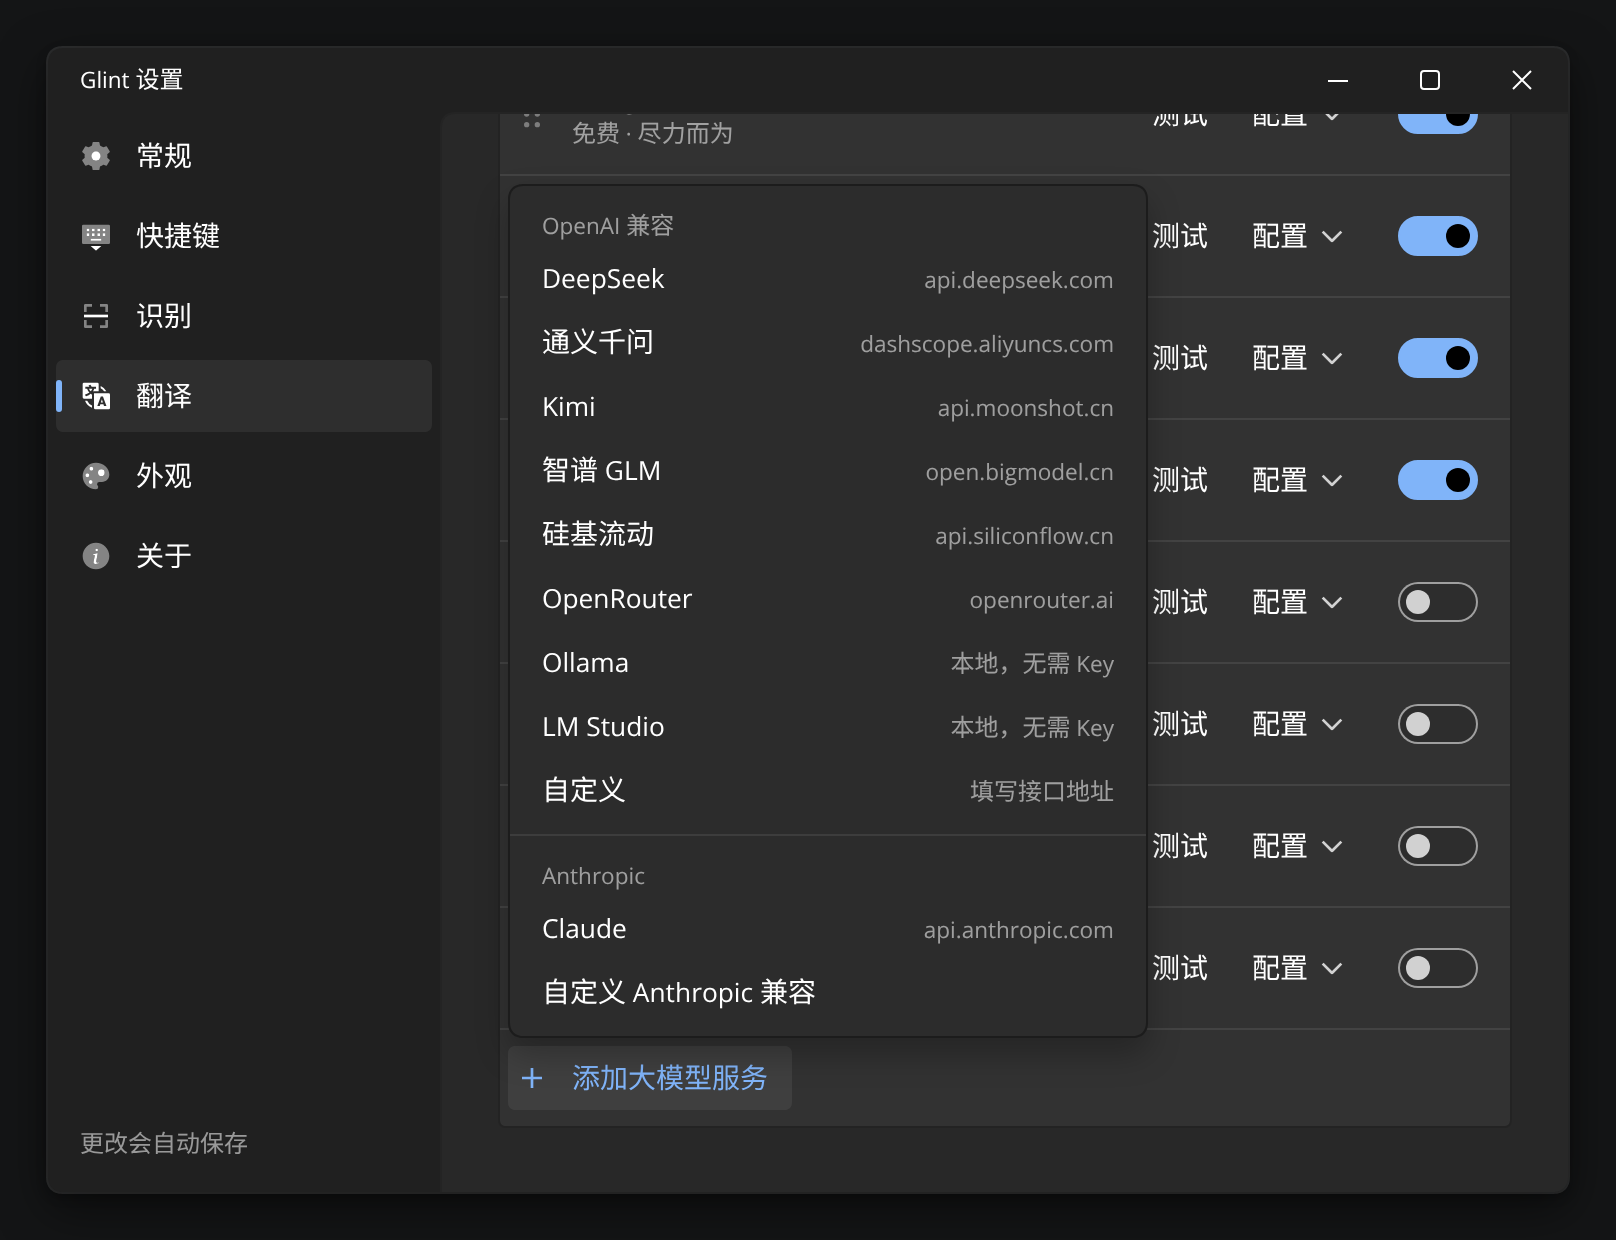 Glint 设置
常规
快捷键
识别
翻译
外观
关于
更改会自动保存
免费 · 尽力而为
测试 配置
OpenAI 兼容
DeepSeek api.deepseek.com
通义千问 dashscope.aliyuncs.com
Kimi api.moonshot.cn
智谱 GLM open.bigmodel.cn
硅基流动 api.siliconflow.cn
OpenRouter openrouter.ai
Ollama 本地，无需 Key
LM Studio 本地，无需 Key
自定义 填写接口地址
Anthropic
Claude api.anthropic.com
自定义 Anthropic 兼容
测试 配置
测试 配置
测试 配置
测试 配置
测试 配置
测试 配置
测试 配置
添加大模型服务